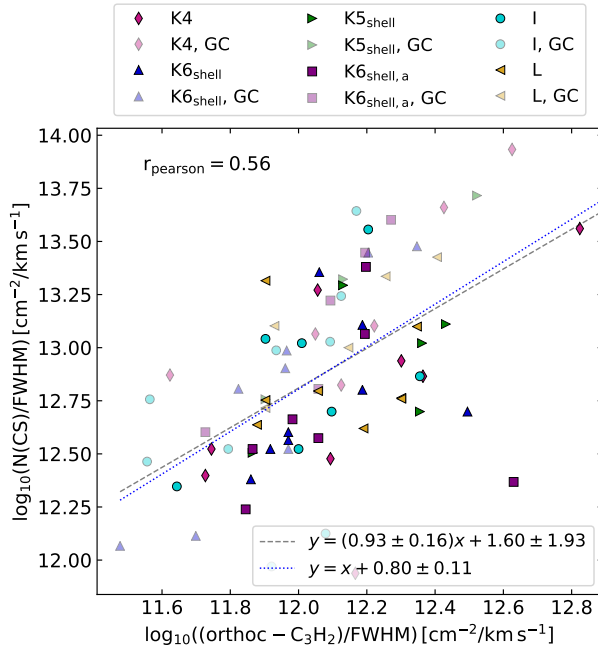 K4 K5shell I
K4, GC K5shell, GC I, GC
K6shell K6shell, a L
K6shell, GC K6shell, a, GC L, GC
14.00
rpearson = 0.56
13.75
13.50
13.25
13.00
12.75
12.50
12.25
12.00
log10(N(CS)/FWHM) [cm−2/km s−1]
y = (0.93 ± 0.16)x + 1.60 ± 1.93
y = x + 0.80 ± 0.11
11.6 11.8 12.0 12.2 12.4 12.6 12.8
log10((orthoc − C3H2)/FWHM) [cm−2/km s−1]